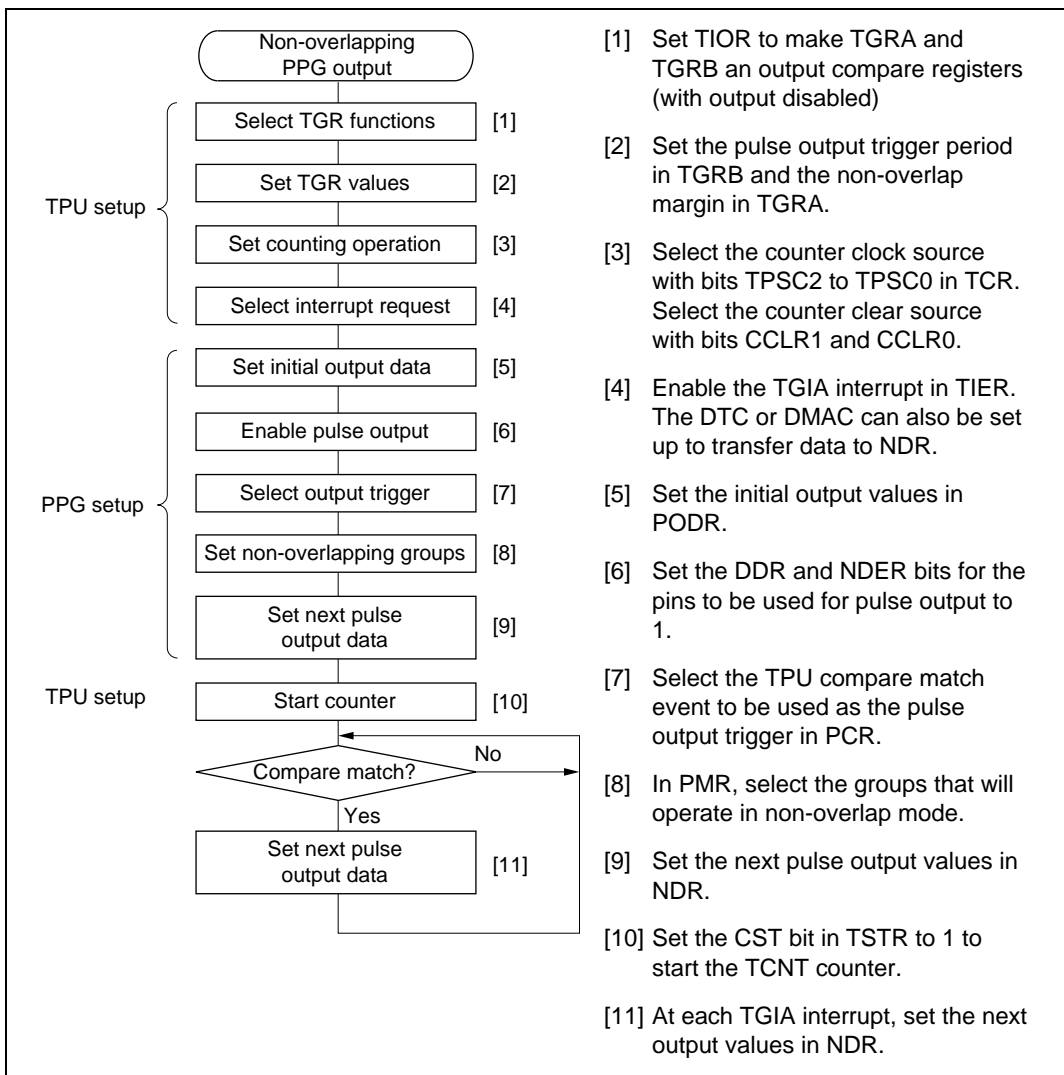 Non-overlapping
PPG output
Select TGR functions [1]
Set TGR values [2]
TPU setup
Set counting operation [3]
Select interrupt request [4]
Set initial output data [5]
Enable pulse output [6]
Select output trigger [7]
PPG setup
Set non-overlapping groups [8]
Set next pulse
output data
[9]
TPU setup
Start counter [10]
Compare match?
No
Yes
Set next pulse
output data
[11]
[1] Set TIOR to make TGRA and
TGRB an output compare registers
(with output disabled)
[2] Set the pulse output trigger period
in TGRB and the non-overlap
margin in TGRA.
[3] Select the counter clock source
with bits TPSC2 to TPSC0 in TCR.
Select the counter clear source
with bits CCLR1 and CCLR0.
[4] Enable the TGIA interrupt in TIER.
The DTC or DMAC can also be set
up to transfer data to NDR.
[5] Set the initial output values in
PODR.
[6] Set the DDR and NDER bits for the
pins to be used for pulse output to
1.
[7] Select the TPU compare match
event to be used as the pulse
output trigger in PCR.
[8] In PMR, select the groups that will
operate in non-overlap mode.
[9] Set the next pulse output values in
NDR.
[10] Set the CST bit in TSTR to 1 to
start the TCNT counter.
[11] At each TGIA interrupt, set the next
output values in NDR.